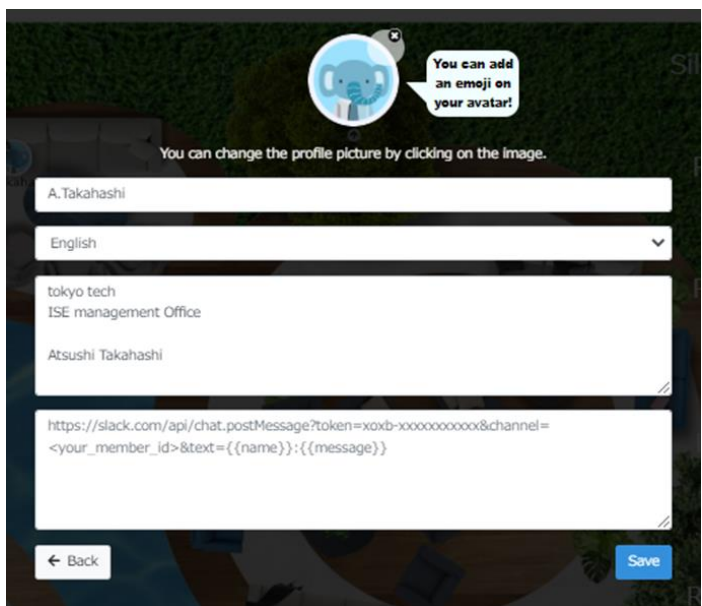 You can add
an emoji on
your avatar!
Sil
You can change the profile picture by clicking on the image.
A.Takahashi
English
tokyo tech
ISE management Office
Atsushi Takahashi
https://slack.com/api/chat.postMessage?token=xoxb-xxxxxxxxxxx&channel=
<your_member_id>&text={{name}}:{{message}}
← Back
Save